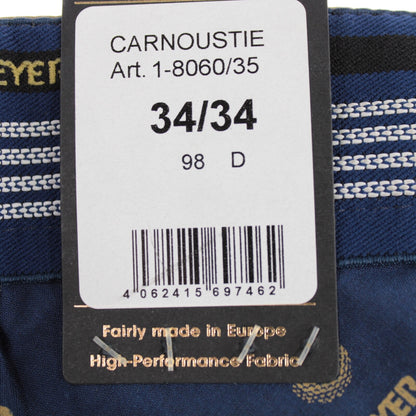 EYER
CARNOUSTIE
Art. 1-8060/35
34/34
98 D
4 062415 697462
Fairly made in Europe
High-Performance Fabric
EYER